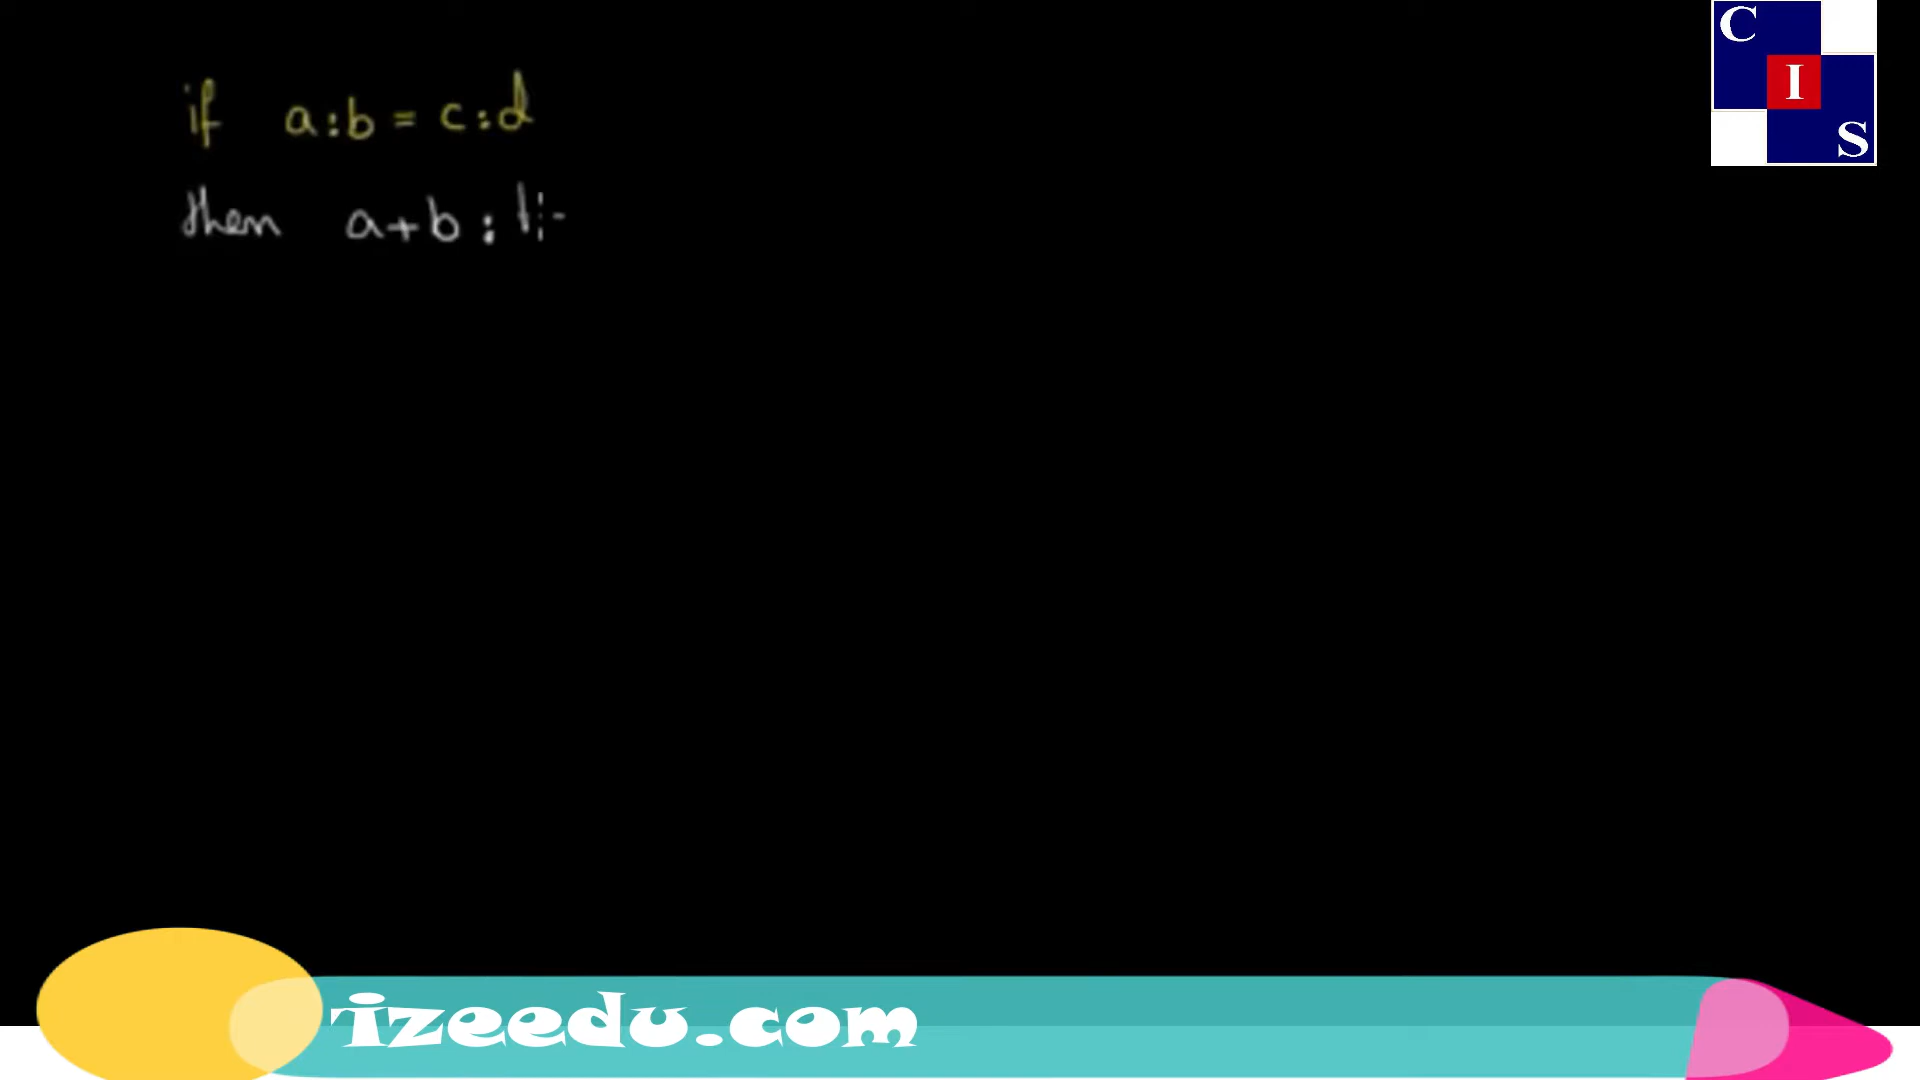 C
I
S
if a:b = c:d
then a+b :
izeedu.com